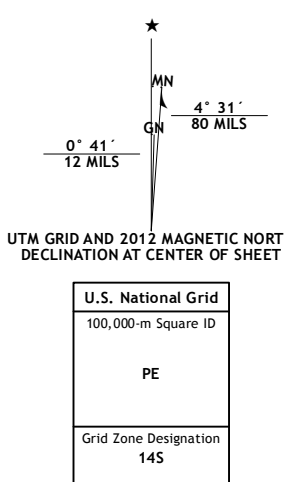 ★
MN
4° 31´
80 MILS
GN
0° 41´
12 MILS
UTM GRID AND 2012 MAGNETIC NORT
DECLINATION AT CENTER OF SHEET
U.S. National Grid
100,000-m Square ID
PE
Grid Zone Designation
14S